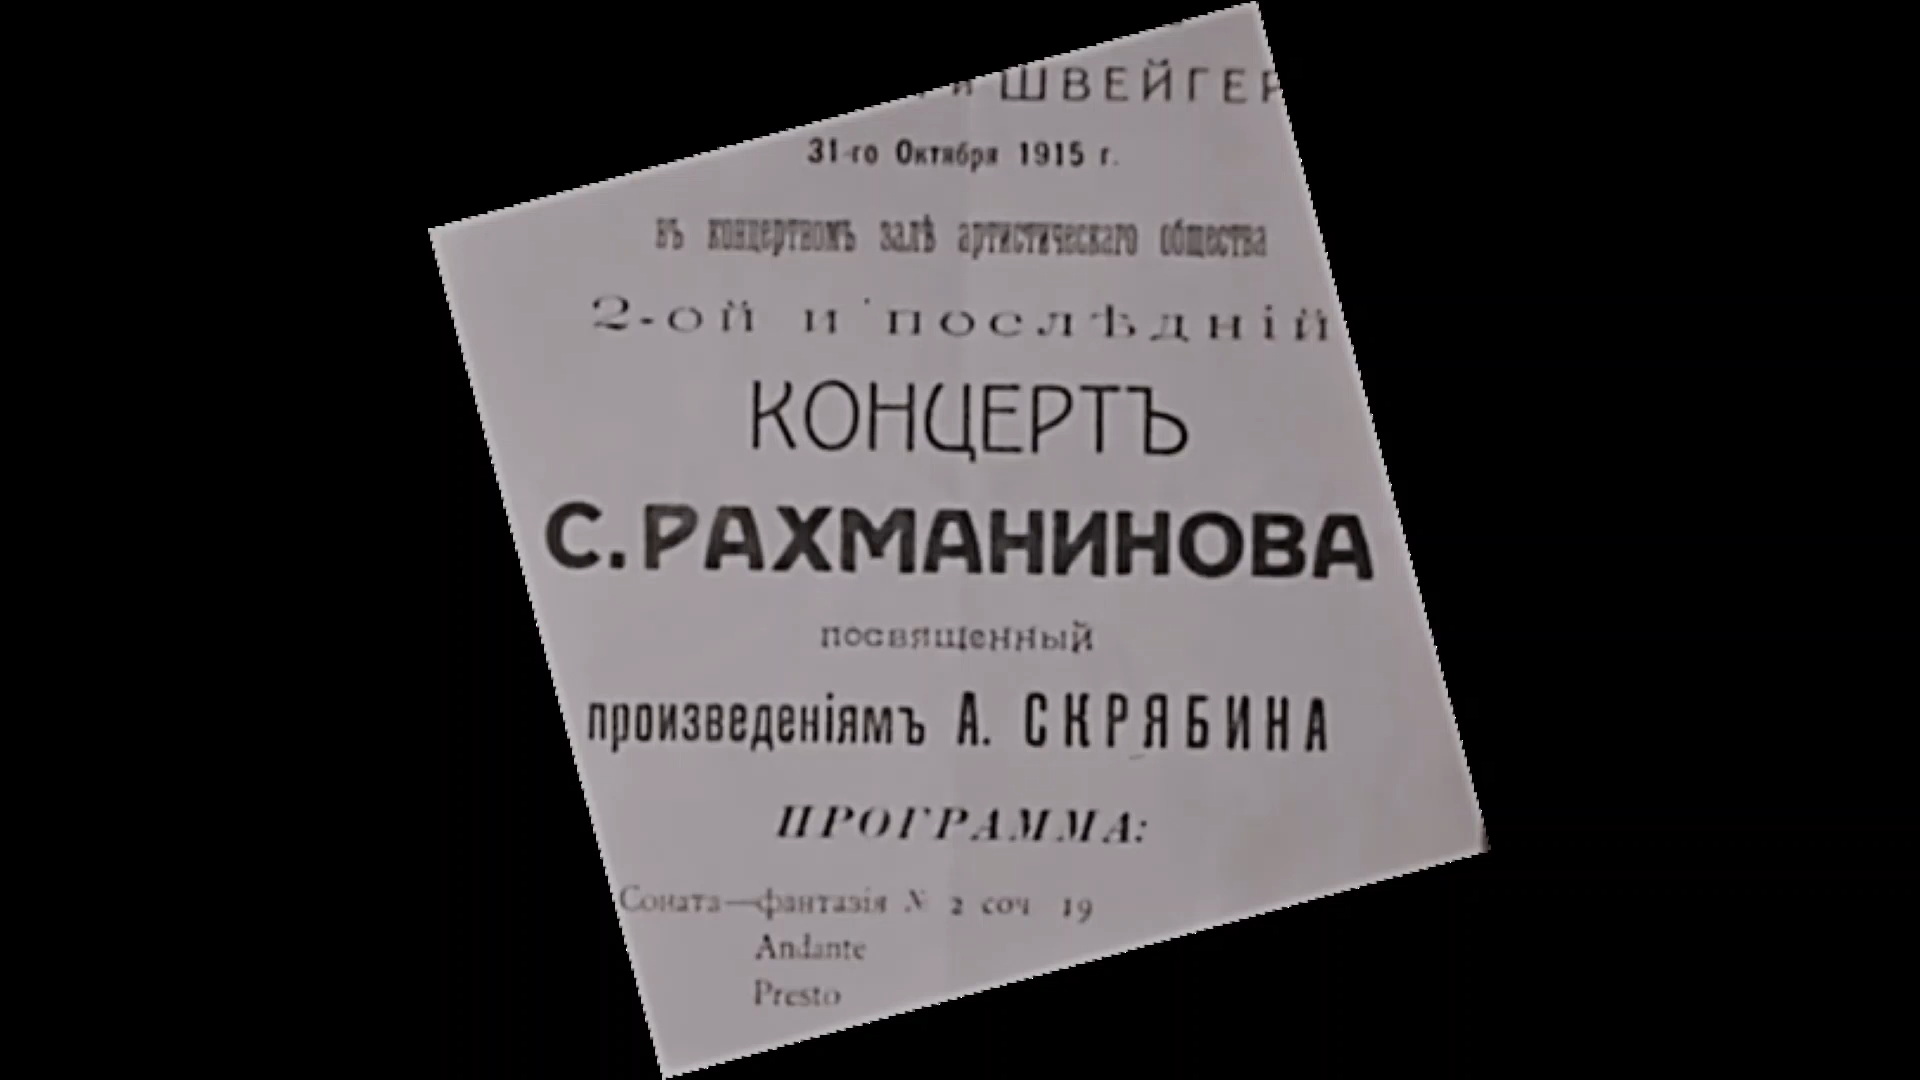 и ШВЕЙГЕР
31-го Октября 1915 г.
въ концертномъ залѣ артистическаго общества
2-ой и послѣдній
КОНЦЕРТЪ
С. РАХМАНИНОВА
посвященный
произведеніямъ А. СКРЯБИНА
ПРОГРАММА:
Соната—фантазія № 2 соч 19
Andante
Presto